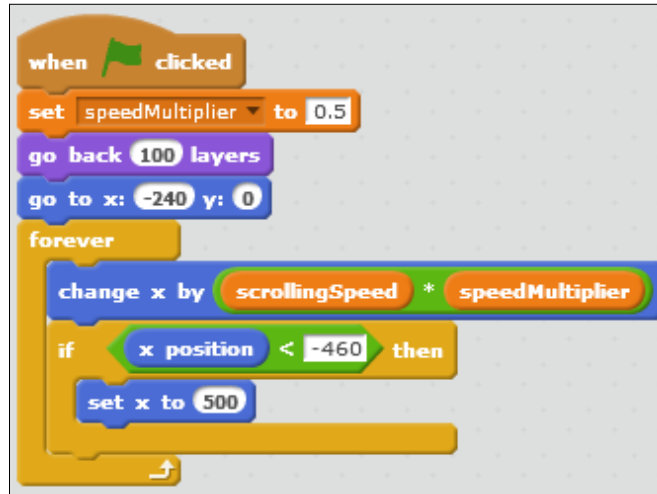 when clicked
set speedMultiplier to 0.5
go back 100 layers
go to x: -240 y: 0
forever
change x by scrollingSpeed * speedMultiplier
if x position < -460 then
set x to 500